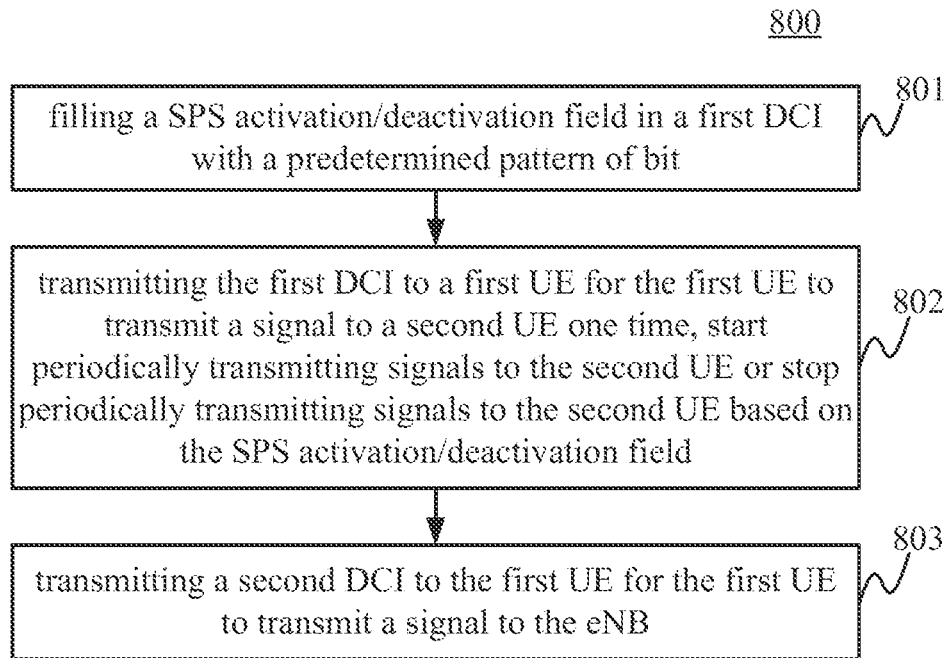 800
801
filling a SPS activation/deactivation field in a first DCI
with a predetermined pattern of bit
802
transmitting the first DCI to a first UE for the first UE to
transmit a signal to a second UE one time, start
periodically transmitting signals to the second UE or stop
periodically transmitting signals to the second UE based on
the SPS activation/deactivation field
803
transmitting a second DCI to the first UE for the first UE
to transmit a signal to the eNB